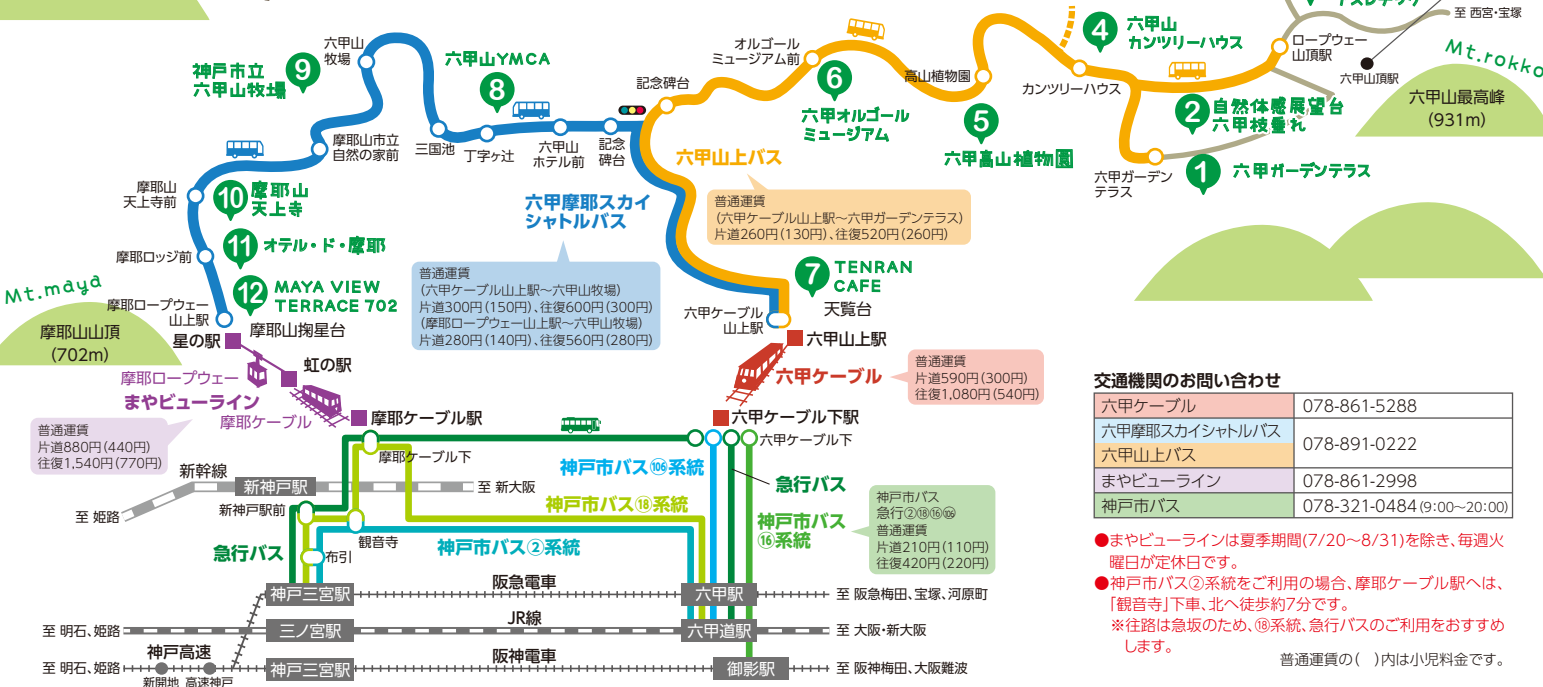 至 西宮・宝塚
4
六甲山
カンツリーハウス
ロープウェー
山頂駅
六甲山頂駅
Mt.rokko
六甲山最高峰
(931m)
六甲山
牧場
9
神戸市立
六甲山牧場
六甲山YMCA
8
オルゴール
ミュージアム前
記念碑台
6
六甲オルゴール
ミュージアム
高山植物園
5
六甲高山植物園
カンツリーハウス
2
自然体感展望台
六甲枝垂れ
六甲ガーデン
テラス
1
六甲ガーデンテラス
摩耶山市立
自然の家前
三国池
丁字ヶ辻
六甲山
ホテル前
記念
碑台
六甲山上バス
普通運賃
(六甲ケーブル山上駅〜六甲ガーデンテラス)
片道260円(130円)、往復520円(260円)
摩耶山
天上寺前
10
摩耶山
天上寺
六甲摩耶スカイ
シャトルバス
普通運賃
(六甲ケーブル山上駅〜六甲山牧場)
片道300円(150円)、往復600円(300円)
(摩耶ロープウェー山上駅〜六甲山牧場)
片道280円(140円)、往復560円(280円)
11
オテル・ド・摩耶
摩耶ロッジ前
12
MAYA VIEW
TERRACE 702
Mt.maya
摩耶山山頂
(702m)
摩耶ロープウェー
山上駅
摩耶山掬星台
星の駅
虹の駅
摩耶ロープウェー
まやビューライン
摩耶ケーブル
摩耶ケーブル駅
普通運賃
片道880円(440円)
往復1,540円(770円)
7
TENRAN
CAFE
天覧台
六甲ケーブル
山上駅
六甲山上駅
六甲ケーブル
普通運賃
片道590円(300円)
往復1,080円(540円)
六甲ケーブル下駅
六甲ケーブル下
摩耶ケーブル下
新幹線
新神戸駅
至 新大阪
至 姫路
新神戸駅前
観音寺
布引
急行バス
神戸市バス106系統
神戸市バス⑱系統
神戸市バス②系統
急行バス
神戸市バス
⑯系統
神戸市バス
急行②⑱⑯106
普通運賃
片道210円(110円)
往復420円(220円)
神戸三宮駅
阪急電車
六甲駅
至 阪急梅田、宝塚、河原町
至 明石、姫路
三ノ宮駅
JR線
六甲道駅
至 大阪・新大阪
至 明石、姫路
神戸高速
新開地
高速神戸
神戸三宮駅
阪神電車
御影駅
至 阪神梅田、大阪難波
交通機関のお問い合わせ
六甲ケーブル 078-861-5288
六甲摩耶スカイシャトルバス
六甲山上バス
078-891-0222
まやビューライン 078-861-2998
神戸市バス 078-321-0484(9:00〜20:00)
●まやビューラインは夏季期間(7/20〜8/31)を除き、毎週火
曜日が定休日です。
●神戸市バス②系統をご利用の場合、摩耶ケーブル駅へは、
「観音寺」下車、北へ徒歩約7分です。
※往路は急坂のため、⑱系統、急行バスのご利用をおすすめ
します。
普通運賃の(　)内は小児料金です。